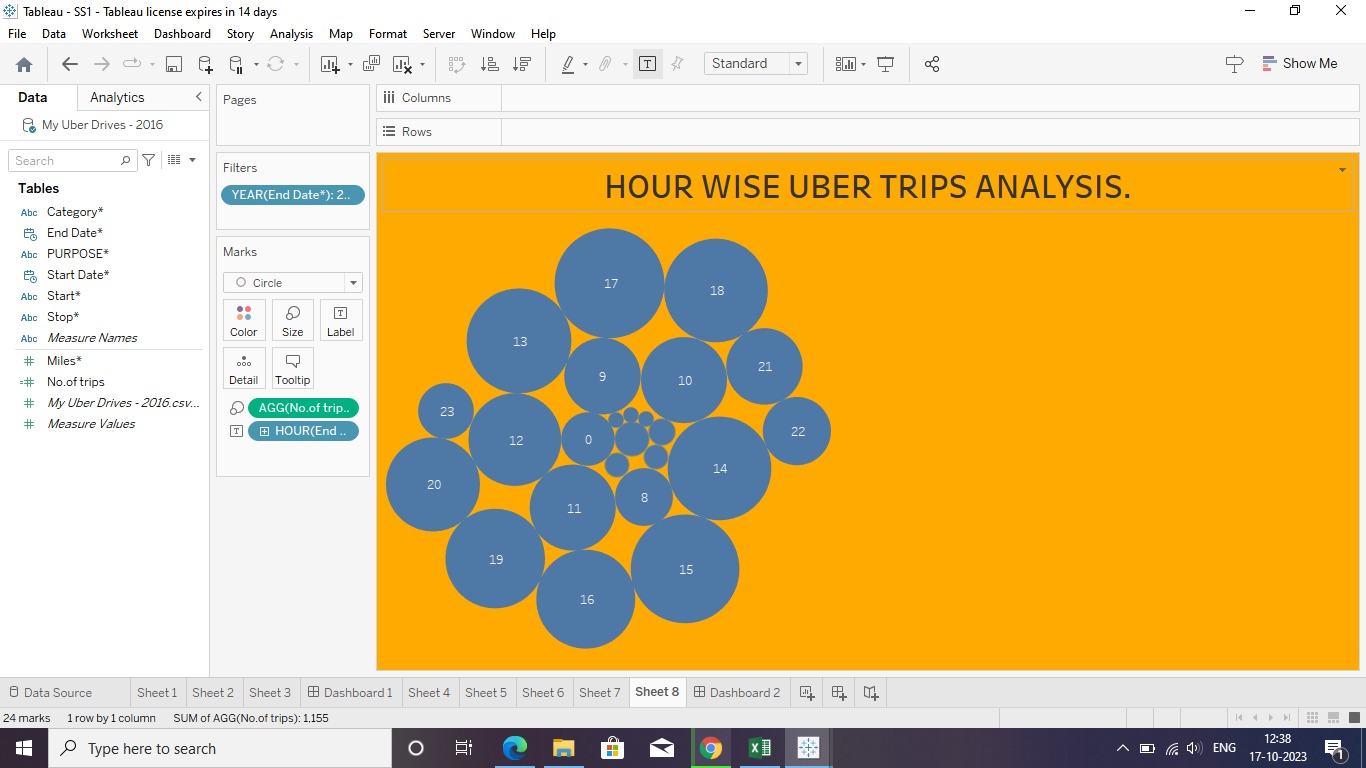 Tableau - SS1 - Tableau license expires in 14 days
File Data Worksheet Dashboard Story Analysis Map Format Server Window Help
Standard
Show Me
Data Analytics
My Uber Drives - 2016
Search
Tables
Abc Category*
End Date*
Abc PURPOSE*
Start Date*
Abc Start*
Abc Stop*
Abc Measure Names
# Miles*
=# No.of trips
# My Uber Drives - 2016.csv...
# Measure Values
Pages
Filters
YEAR(End Date*): 2..
Marks
Circle
Color Size Label
Detail Tooltip
AGG(No.of trip..
HOUR(End ..
Columns
Rows
HOUR WISE UBER TRIPS ANALYSIS.
17
18
13
21
9
10
23
22
12
0
14
20
8
11
19
15
16
Data Source Sheet 1 Sheet 2 Sheet 3 Dashboard 1 Sheet 4 Sheet 5 Sheet 6 Sheet 7 Sheet 8 Dashboard 2
24 marks 1 row by 1 column SUM of AGG(No.of trips): 1,155
Type here to search
ENG
12:38
17-10-2023
1